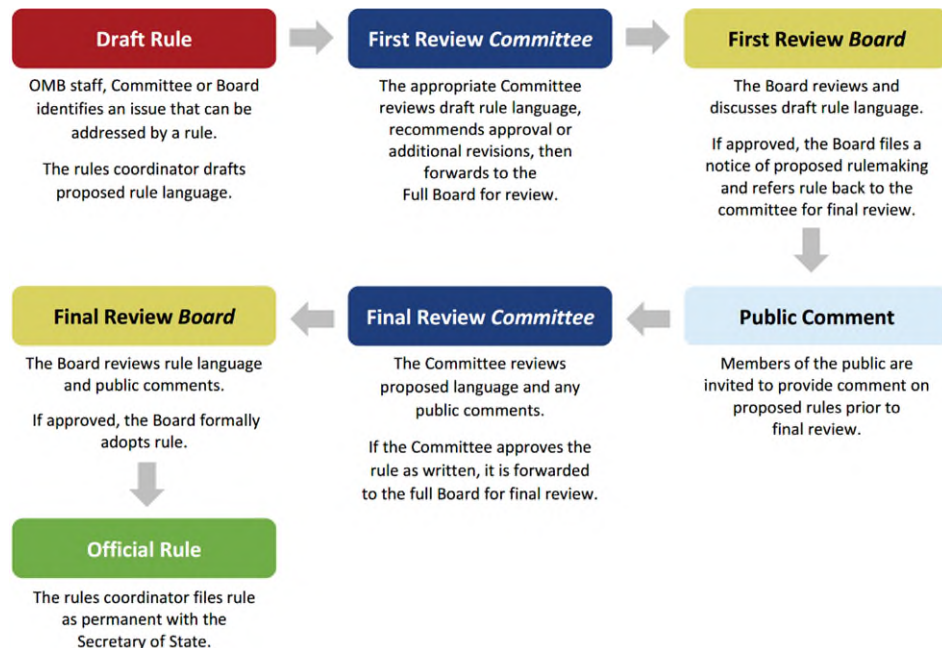 Draft Rule
OMB staff, Committee or Board
identifies an issue that can be
addressed by a rule.
The rules coordinator drafts
proposed rule language.
First Review Committee
The appropriate Committee
reviews draft rule language,
recommends approval or
additional revisions, then
forwards to the
Full Board for review.
First Review Board
The Board reviews and
discusses draft rule language.
If approved, the Board files a
notice of proposed rulemaking
and refers rule back to the
committee for final review.
Public Comment
Members of the public are
invited to provide comment on
proposed rules prior to
final review.
Final Review Committee
The Committee reviews
proposed language and any
public comments.
If the Committee approves the
rule as written, it is forwarded
to the full Board for final review.
Final Review Board
The Board reviews rule language
and public comments.
If approved, the Board formally
adopts rule.
Official Rule
The rules coordinator files rule
as permanent with the
Secretary of State.